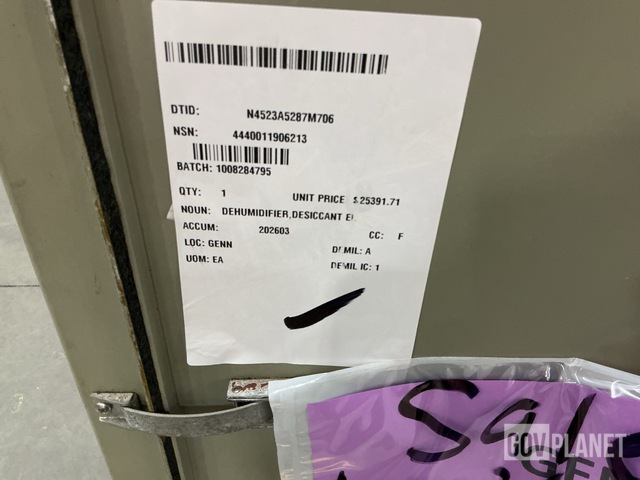 DTID: N4523A5287M706
NSN: 4440011906213
BATCH: 1008284795
QTY: 1 UNIT PRICE $25391.71
NOUN: DEHUMIDIFIER,DESICCANT
ACCUM: 202603 CC: F
LOC: GENN DEMIL: A
UOM: EA DEMIL IC: 1
GOVPLANET